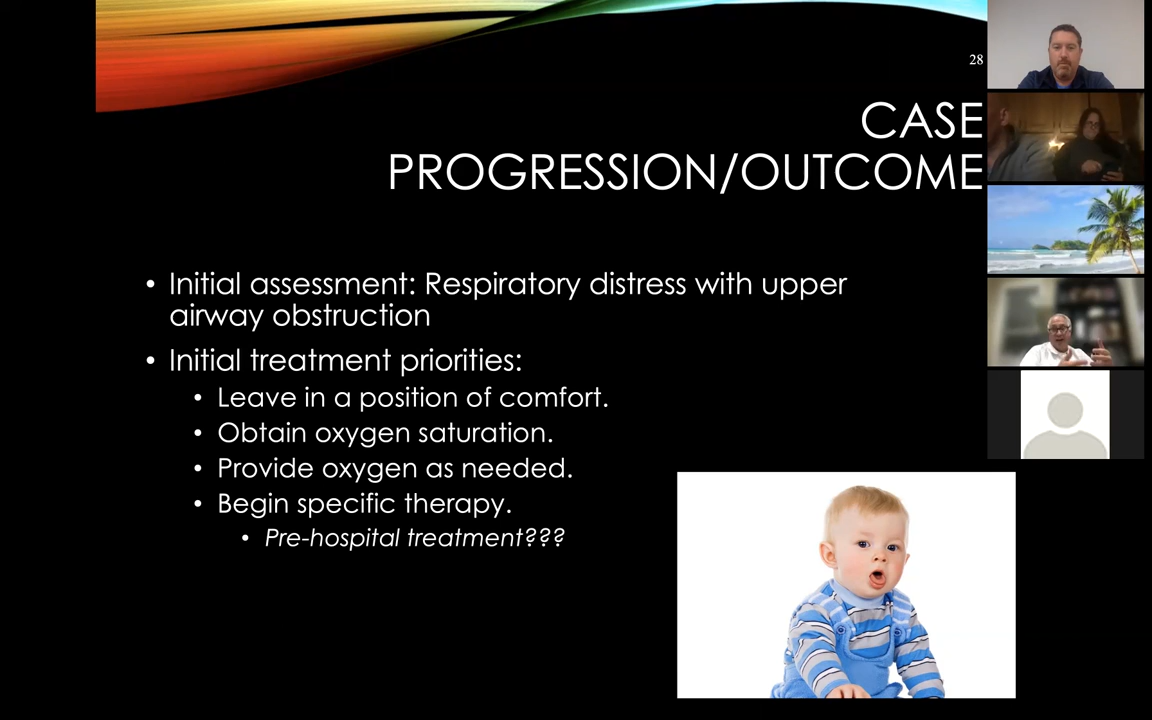 28
CASE
PROGRESSION/OUTCOME
• Initial assessment: Respiratory distress with upper
airway obstruction
• Initial treatment priorities:
• Leave in a position of comfort.
• Obtain oxygen saturation.
• Provide oxygen as needed.
• Begin specific therapy.
• Pre-hospital treatment???